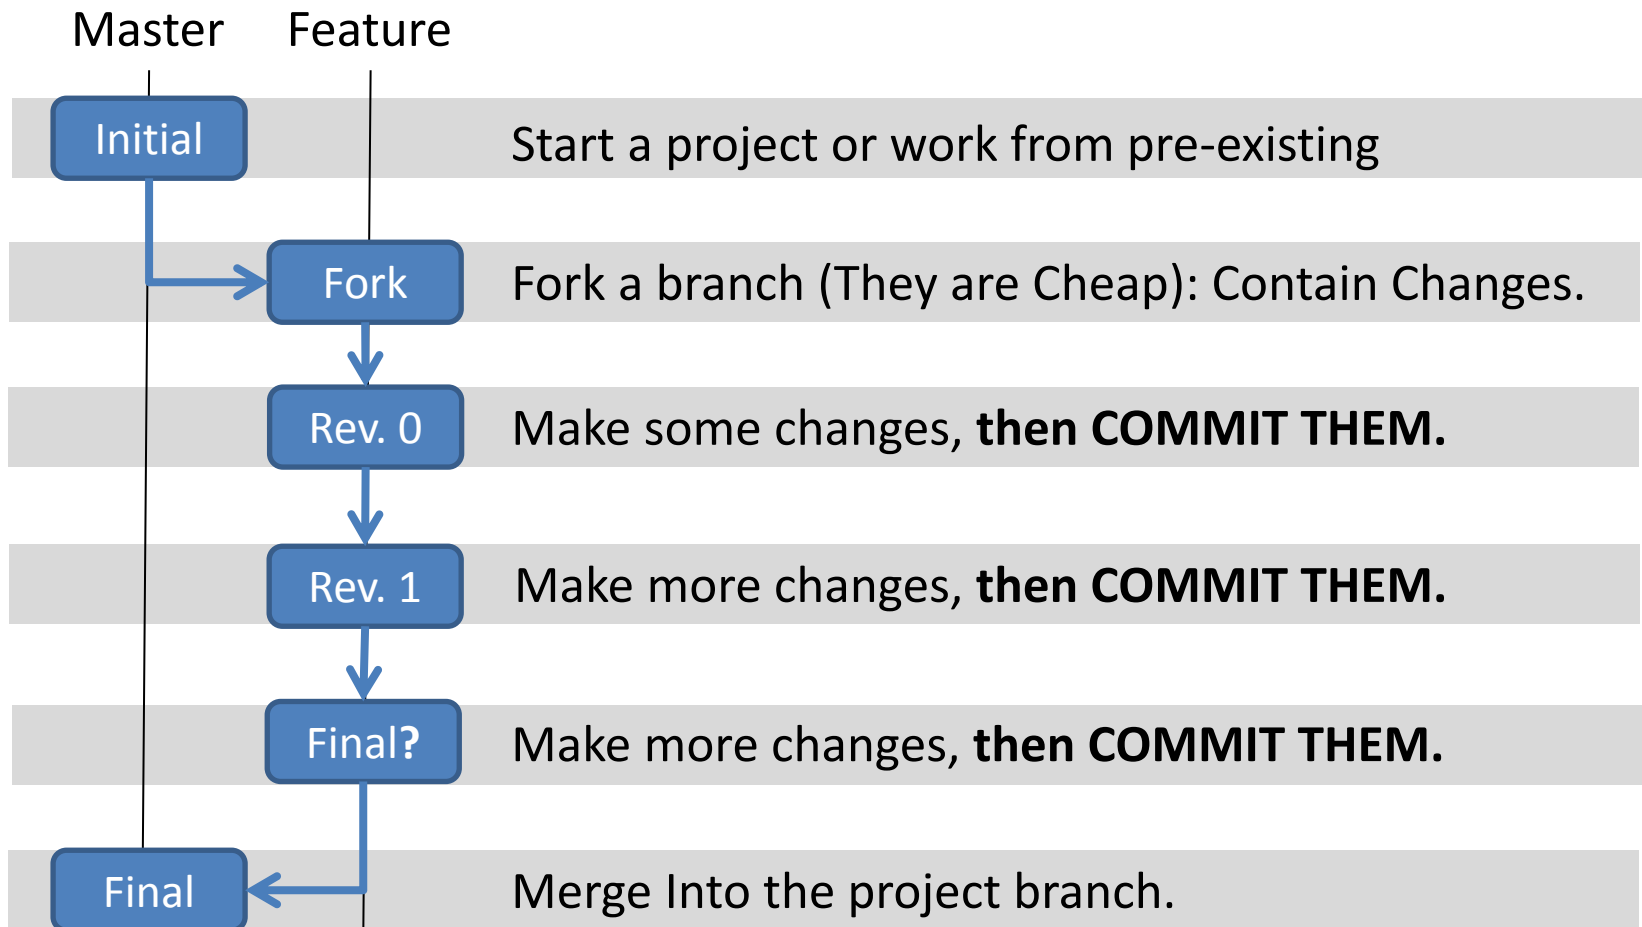 Master Feature
Initial Start a project or work from pre-existing
Fork Fork a branch (They are Cheap): Contain Changes.
Rev. 0 Make some changes, then COMMIT THEM.
Rev. 1 Make more changes, then COMMIT THEM.
Final? Make more changes, then COMMIT THEM.
Final Merge Into the project branch.